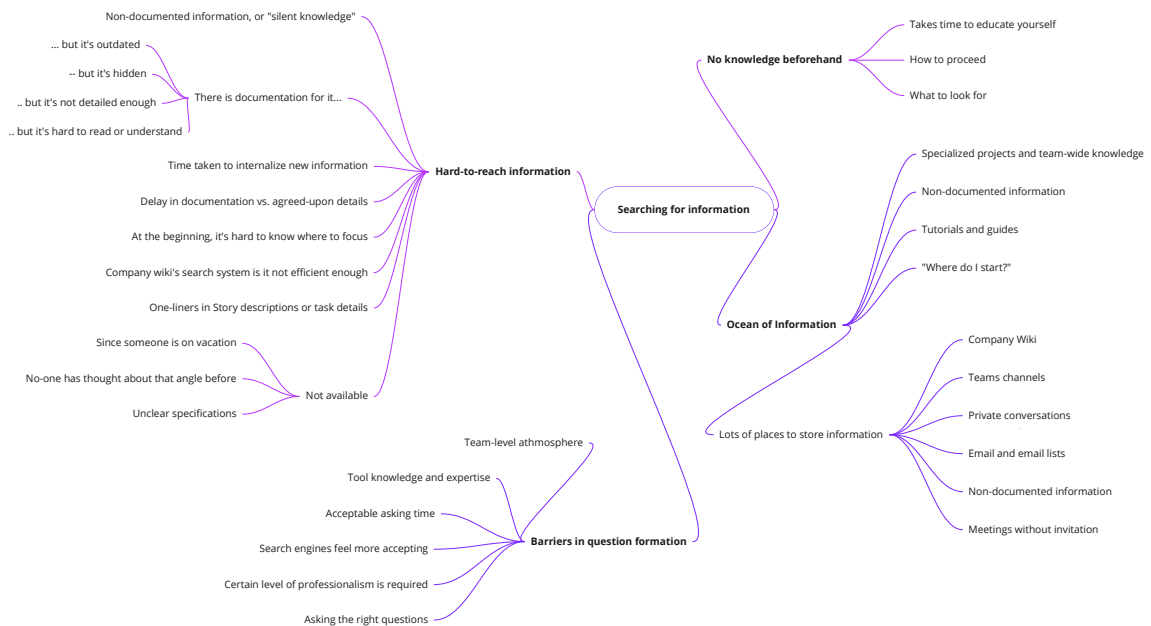 Searching for information
Hard-to-reach information
Non-documented information, or "silent knowledge"
There is documentation for it...
... but it's outdated
-- but it's hidden
.. but it's not detailed enough
.. but it's hard to read or understand
Time taken to internalize new information
Delay in documentation vs. agreed-upon details
At the beginning, it's hard to know where to focus
Company wiki's search system is it not efficient enough
One-liners in Story descriptions or task details
Not available
Since someone is on vacation
No-one has thought about that angle before
Unclear specifications
Barriers in question formation
Team-level athmosphere
Tool knowledge and expertise
Acceptable asking time
Search engines feel more accepting
Certain level of professionalism is required
Asking the right questions
No knowledge beforehand
Takes time to educate yourself
How to proceed
What to look for
Ocean of Information
Specialized projects and team-wide knowledge
Non-documented information
Tutorials and guides
"Where do I start?"
Lots of places to store information
Company Wiki
Teams channels
Private conversations
Email and email lists
Non-documented information
Meetings without invitation